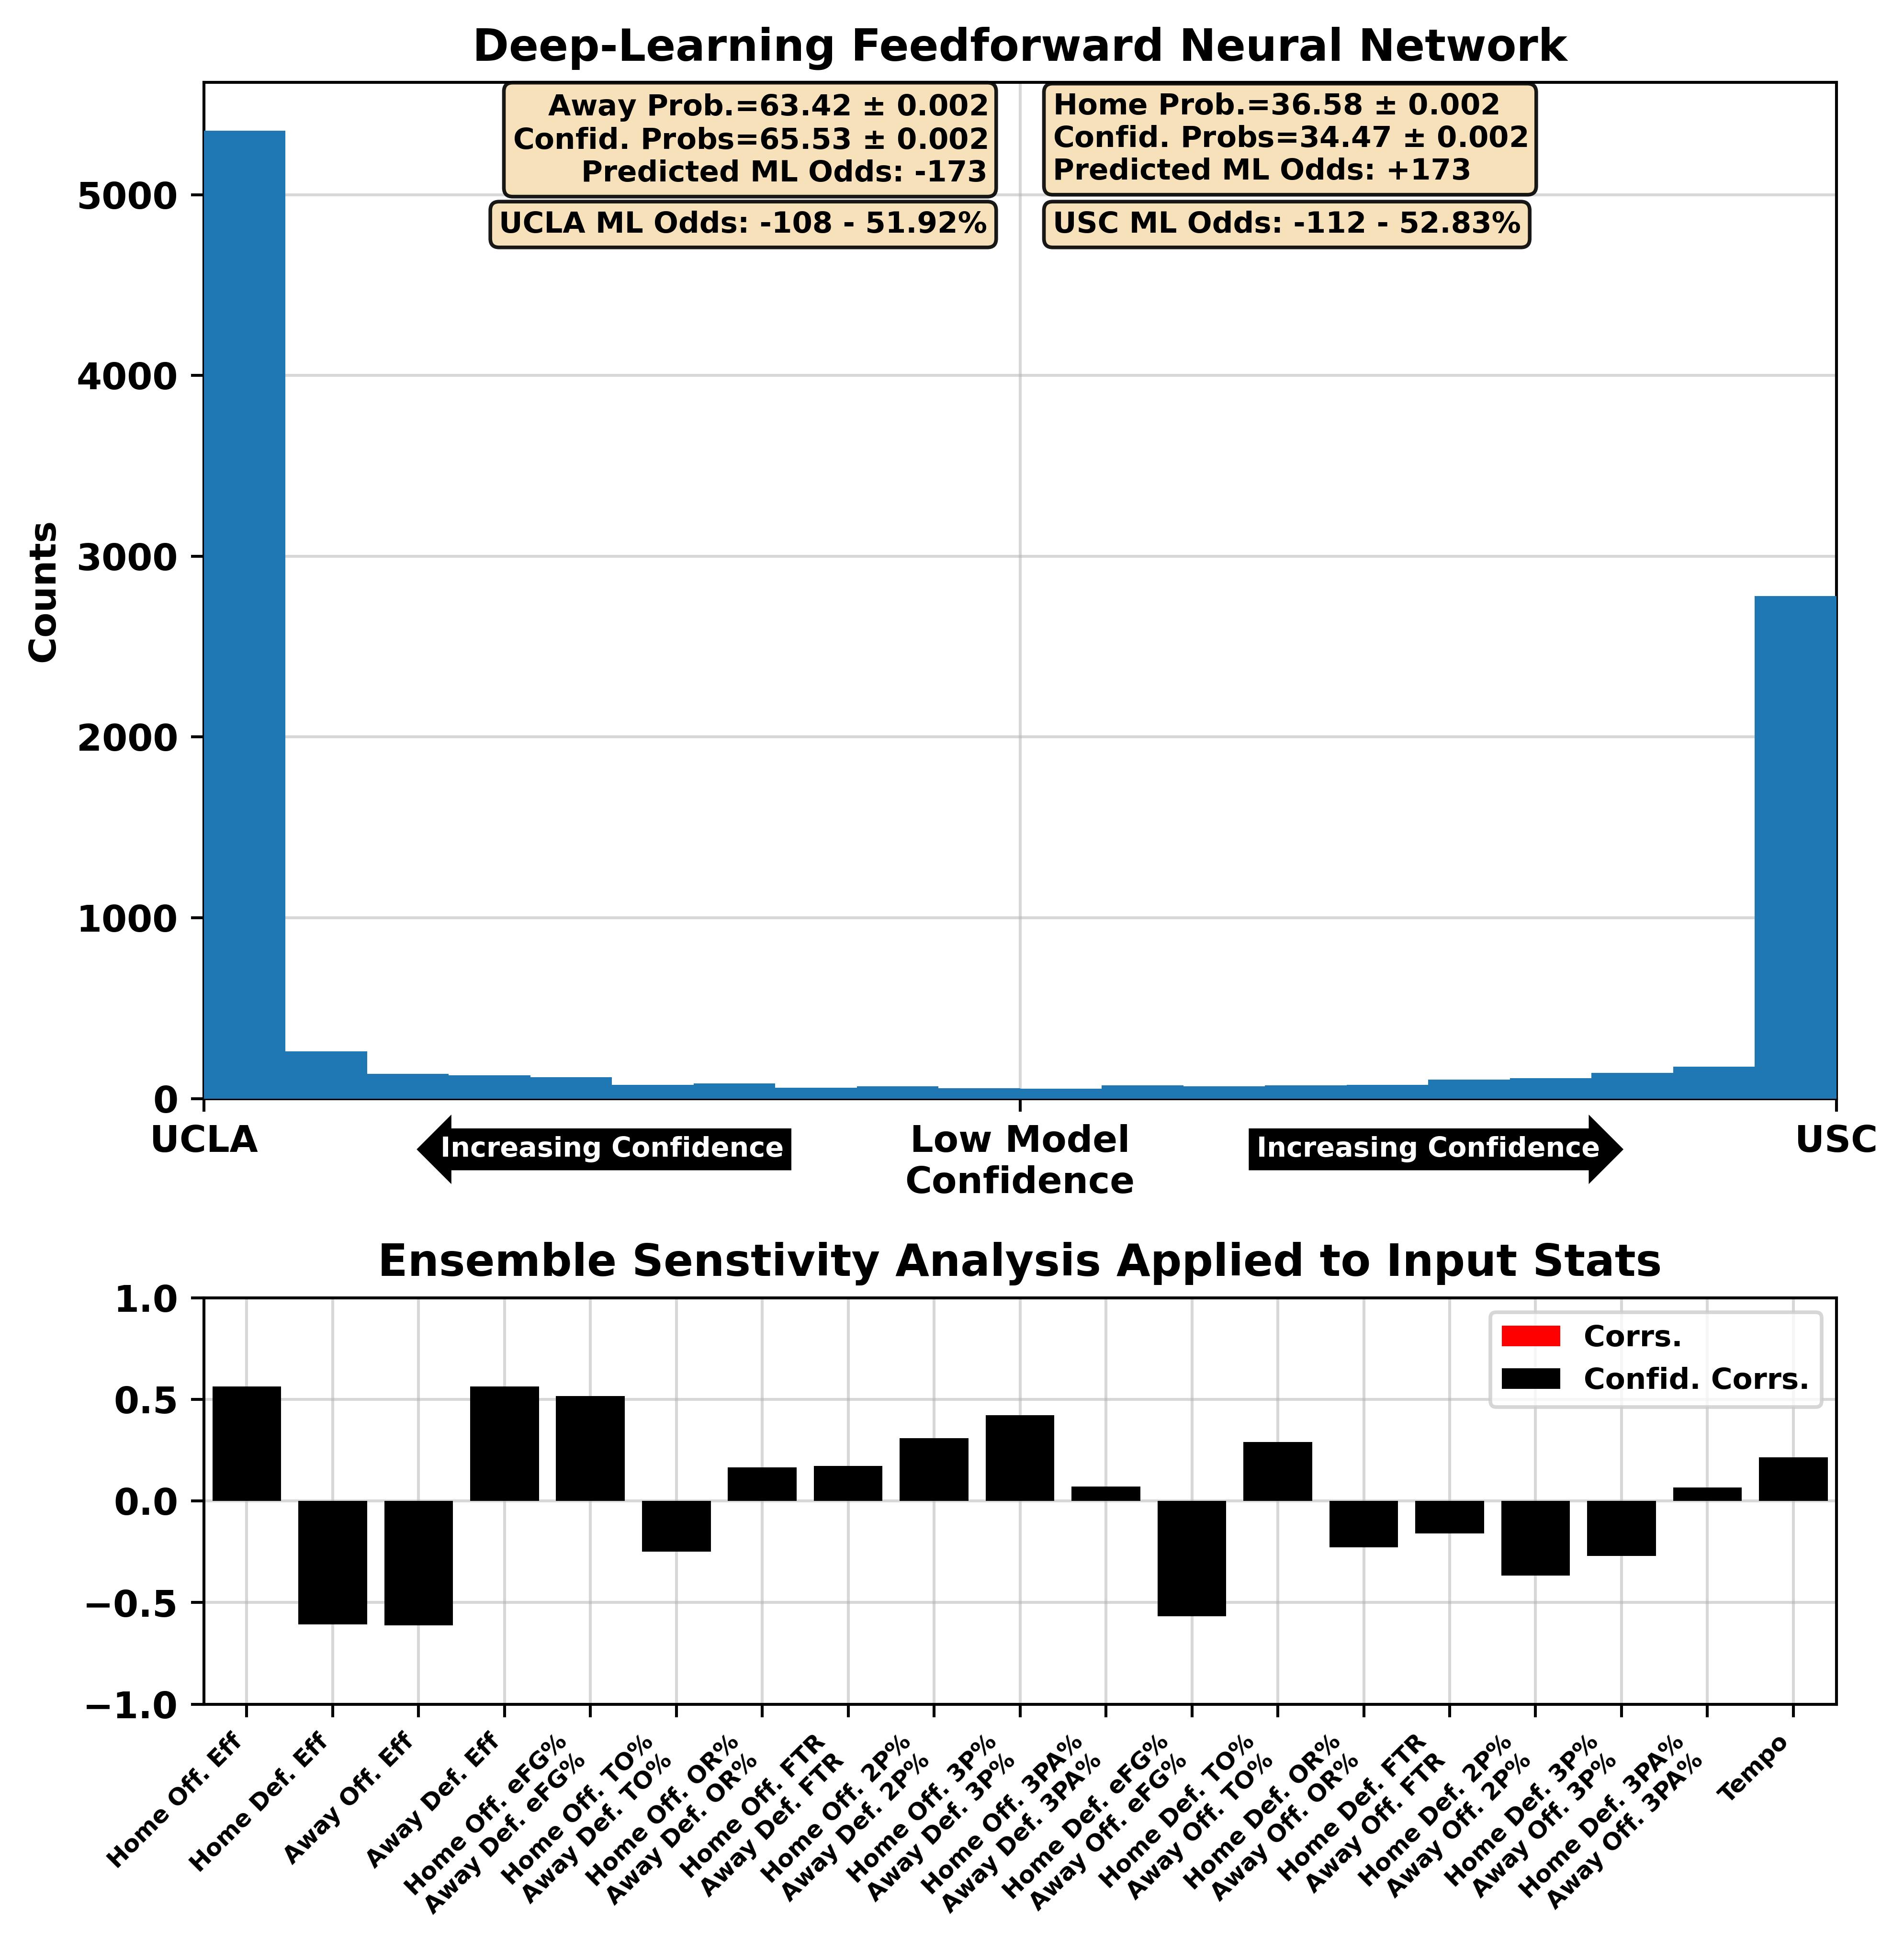 Deep-Learning Feedforward Neural Network
Away Prob.=63.42 ± 0.002
Confid. Probs=65.53 ± 0.002
Predicted ML Odds: -173
UCLA ML Odds: -108 - 51.92%
Home Prob.=36.58 ± 0.002
Confid. Probs=34.47 ± 0.002
Predicted ML Odds: +173
USC ML Odds: -112 - 52.83%
Counts
5000
4000
3000
2000
1000
0
UCLA
Increasing Confidence
Low Model
Confidence
Increasing Confidence
USC
Ensemble Senstivity Analysis Applied to Input Stats
Corrs.
Confid. Corrs.
1.0
0.5
0.0
−0.5
−1.0
Home Off. Eff
Home Def. Eff
Away Off. Eff
Away Def. Eff
Home Off. eFG%
Away Def. eFG%
Home Off. TO%
Away Def. TO%
Home Off. OR%
Away Def. OR%
Home Off. FTR
Away Def. FTR
Home Off. 2P%
Away Def. 2P%
Home Off. 3P%
Away Def. 3P%
Home Off. 3PA%
Away Def. 3PA%
Home Def. eFG%
Away Off. eFG%
Home Def. TO%
Away Off. TO%
Home Def. OR%
Away Off. OR%
Home Def. FTR
Away Off. FTR
Home Def. 2P%
Away Off. 2P%
Home Def. 3P%
Away Off. 3P%
Home Def. 3PA%
Away Off. 3PA%
Tempo